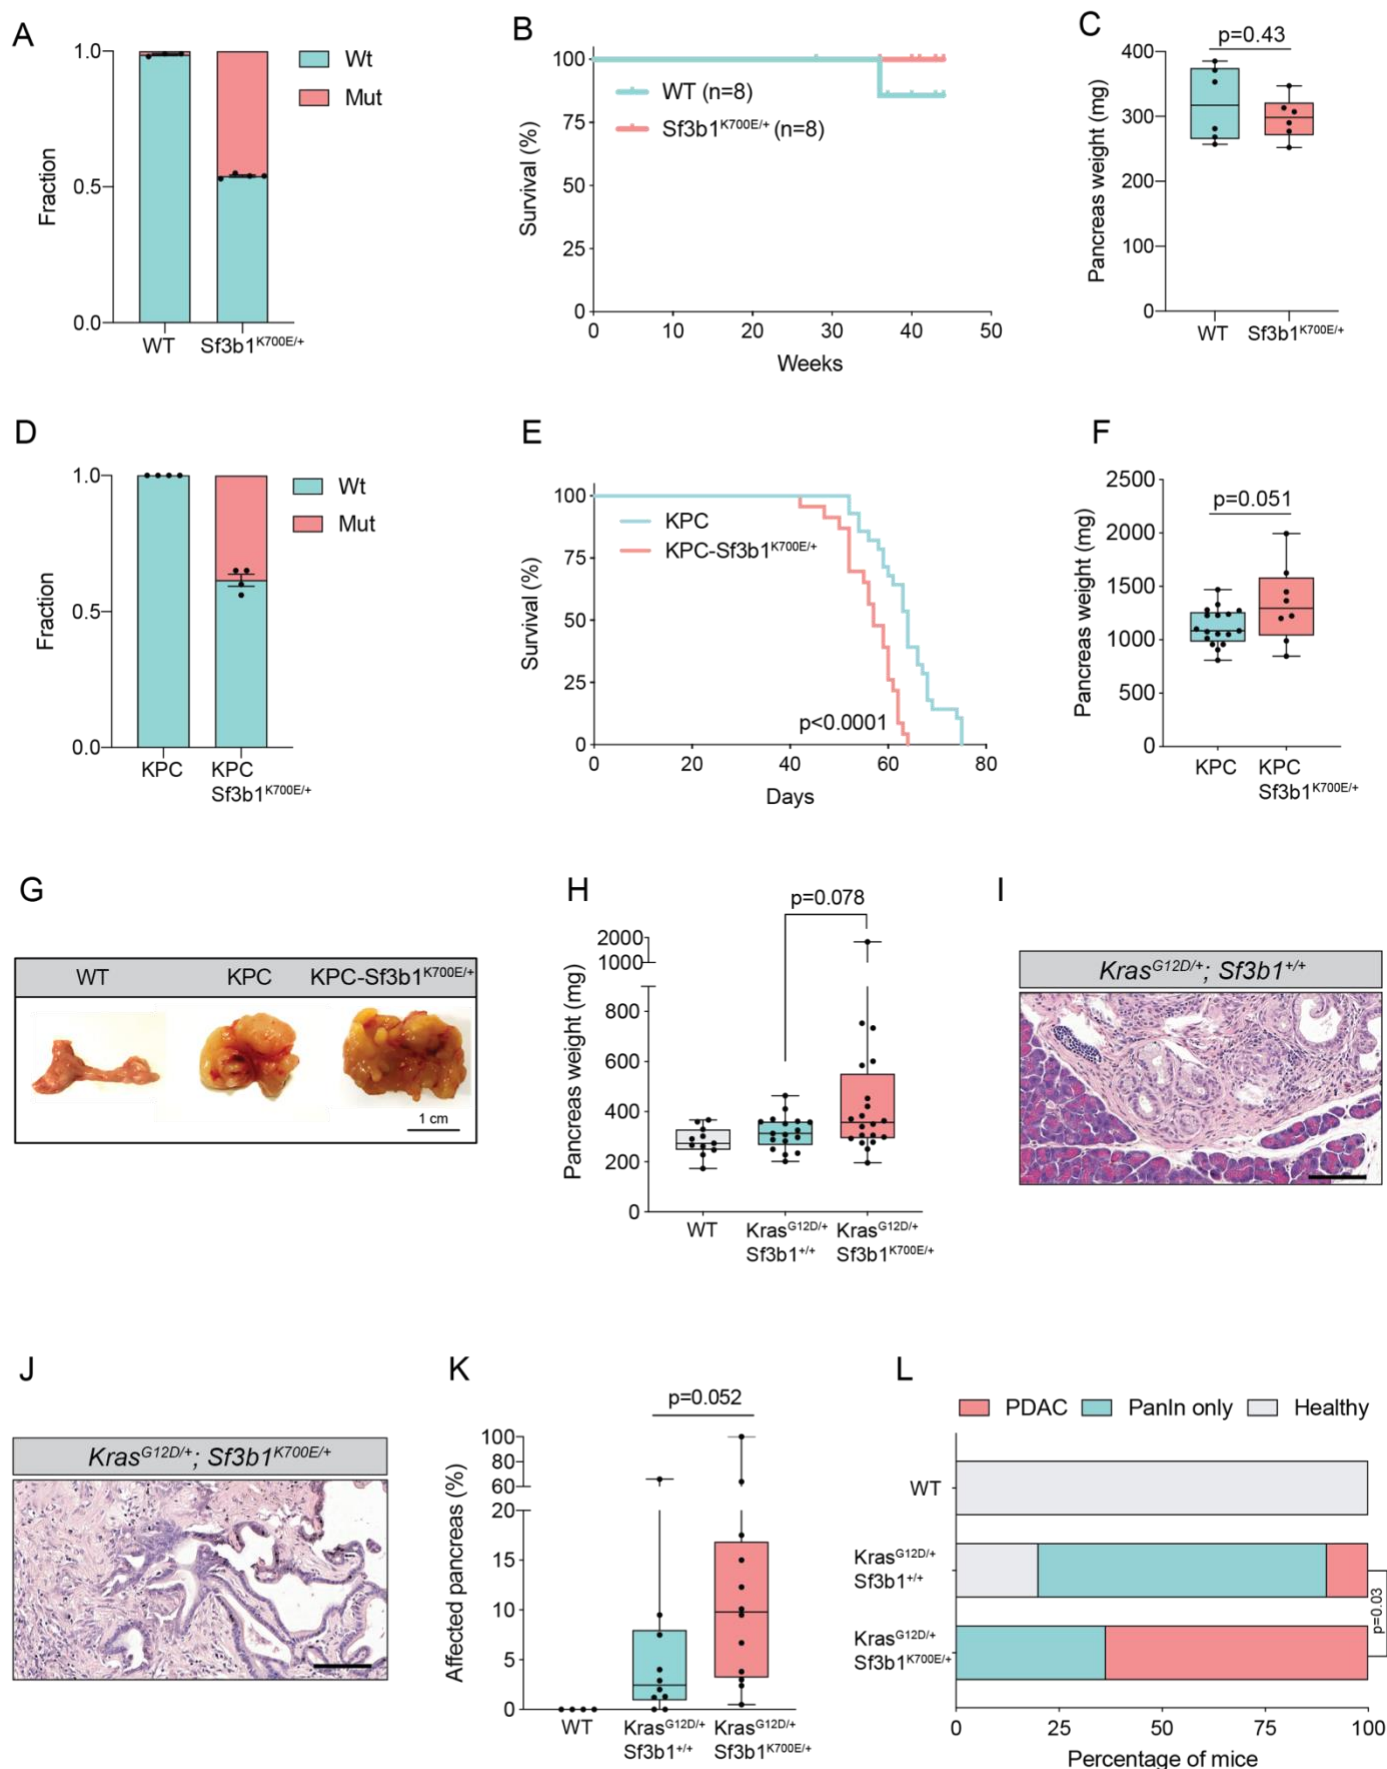 A
1.0
0.5
0.0
Fraction
WT
Sf3b1K700E/+
Wt
Mut
B
100
75
50
25
0
Survival (%)
WT (n=8)
Sf3b1K700E/+ (n=8)
0 10 20 30 40 50
Weeks
C
p=0.43
400
300
200
100
0
Pancreas weight (mg)
WT
Sf3b1K700E/+
D
1.0
0.5
0.0
Fraction
KPC
KPC
Sf3b1K700E/+
Wt
Mut
E
100
75
50
25
0
Survival (%)
KPC
KPC-Sf3b1K700E/+
p<0.0001
0 20 40 60 80
Days
F
p=0.051
2500
2000
1500
1000
500
0
Pancreas weight (mg)
KPC
KPC
Sf3b1K700E/+
G
WT KPC KPC-Sf3b1K700E/+
1 cm
H
p=0.078
2000
1000
800
600
400
200
0
Pancreas weight (mg)
WT
KrasG12D/+
Sf3b1+/+
KrasG12D/+
Sf3b1K700E/+
I
KrasG12D/+; Sf3b1+/+
J
KrasG12D/+; Sf3b1K700E/+
K
p=0.052
100
80
60
20
15
10
5
0
Affected pancreas (%)
WT
KrasG12D/+
Sf3b1+/+
KrasG12D/+
Sf3b1K700E/+
L
PDAC PanIn only Healthy
WT
KrasG12D/+
Sf3b1+/+
KrasG12D/+
Sf3b1K700E/+
p=0.03
0 25 50 75 100
Percentage of mice